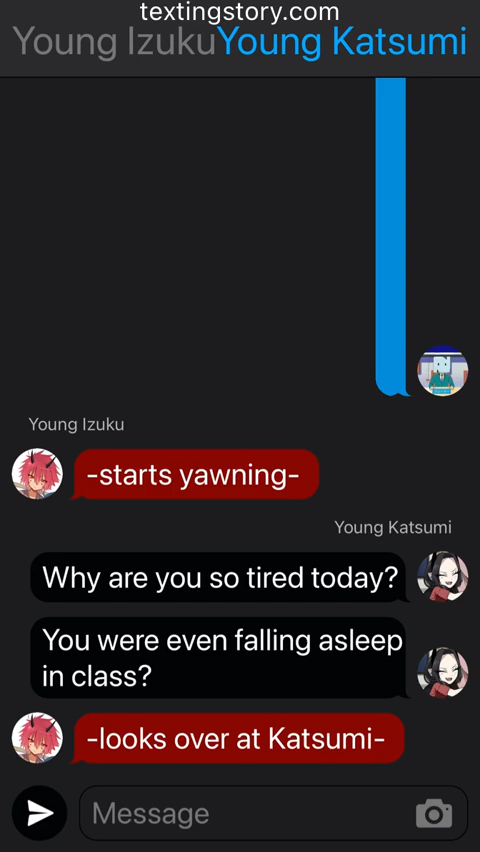 textingstory.com
Young IzukuYoung Katsumi
Young Izuku
-starts yawning-
Young Katsumi
Why are you so tired today?
You were even falling asleep
in class?
-looks over at Katsumi-
Message